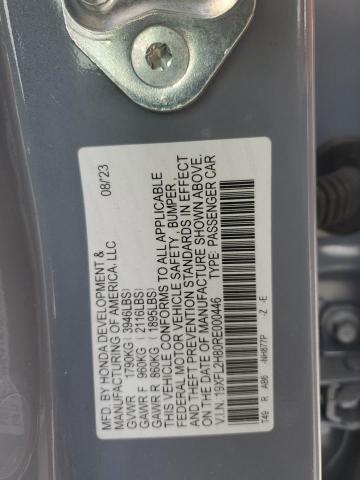 MFD. BY HONDA DEVELOPMENT &
MANUFACTURING OF AMERICA, LLC 08/'23
GVWR 1790KG (3946LBS)
GAWR F 960KG (2116LBS)
GAWR R 860KG (1895LBS)
THIS VEHICLE CONFORMS TO ALL APPLICABLE
FEDERAL MOTOR VEHICLE SAFETY, BUMPER,
AND THEFT PREVENTION STANDARDS IN EFFECT
ON THE DATE OF MANUFACTURE SHOWN ABOVE.
V.I.N.:19XFL2H80RE000446 TYPE: PASSENGER CAR
T49 R A96 NH877P -Z -E